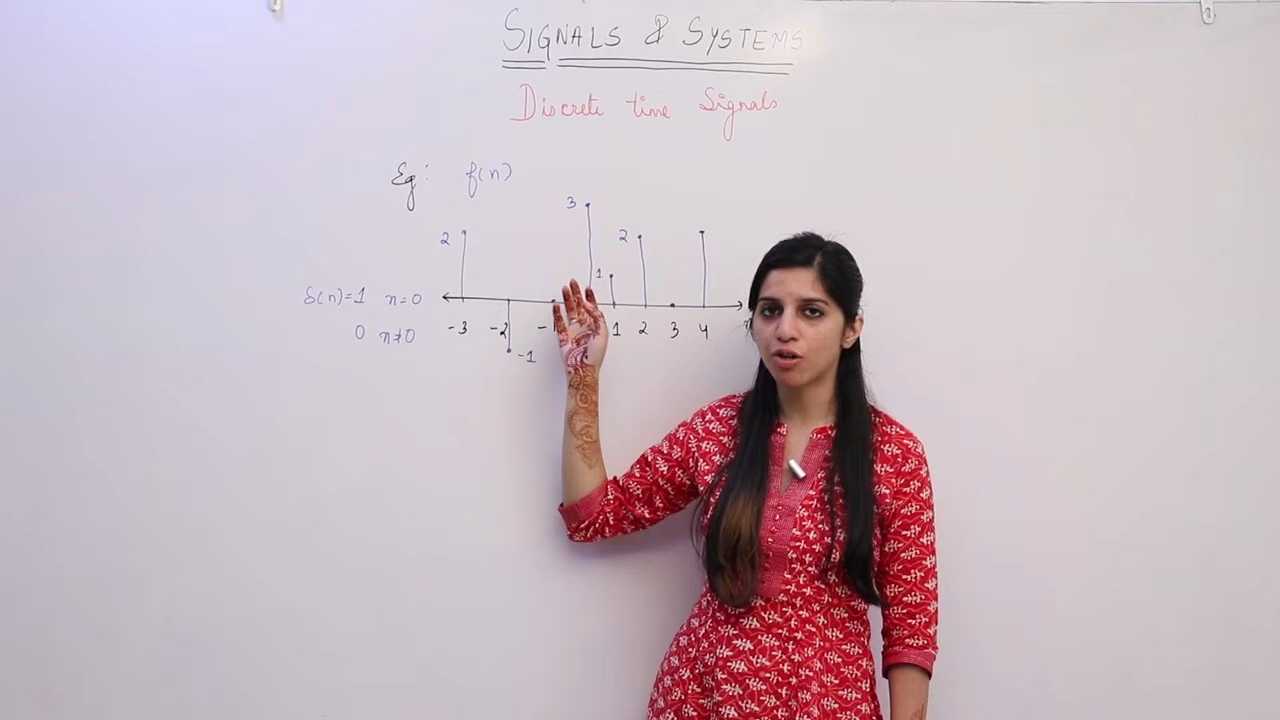 SIGNALS & SYSTEMS
Discrete time Signals
Eg: f(n)
3
2 2
1
δ(n)=1 n=0
0 n≠0
-3 -2 1 2 3 4
-1